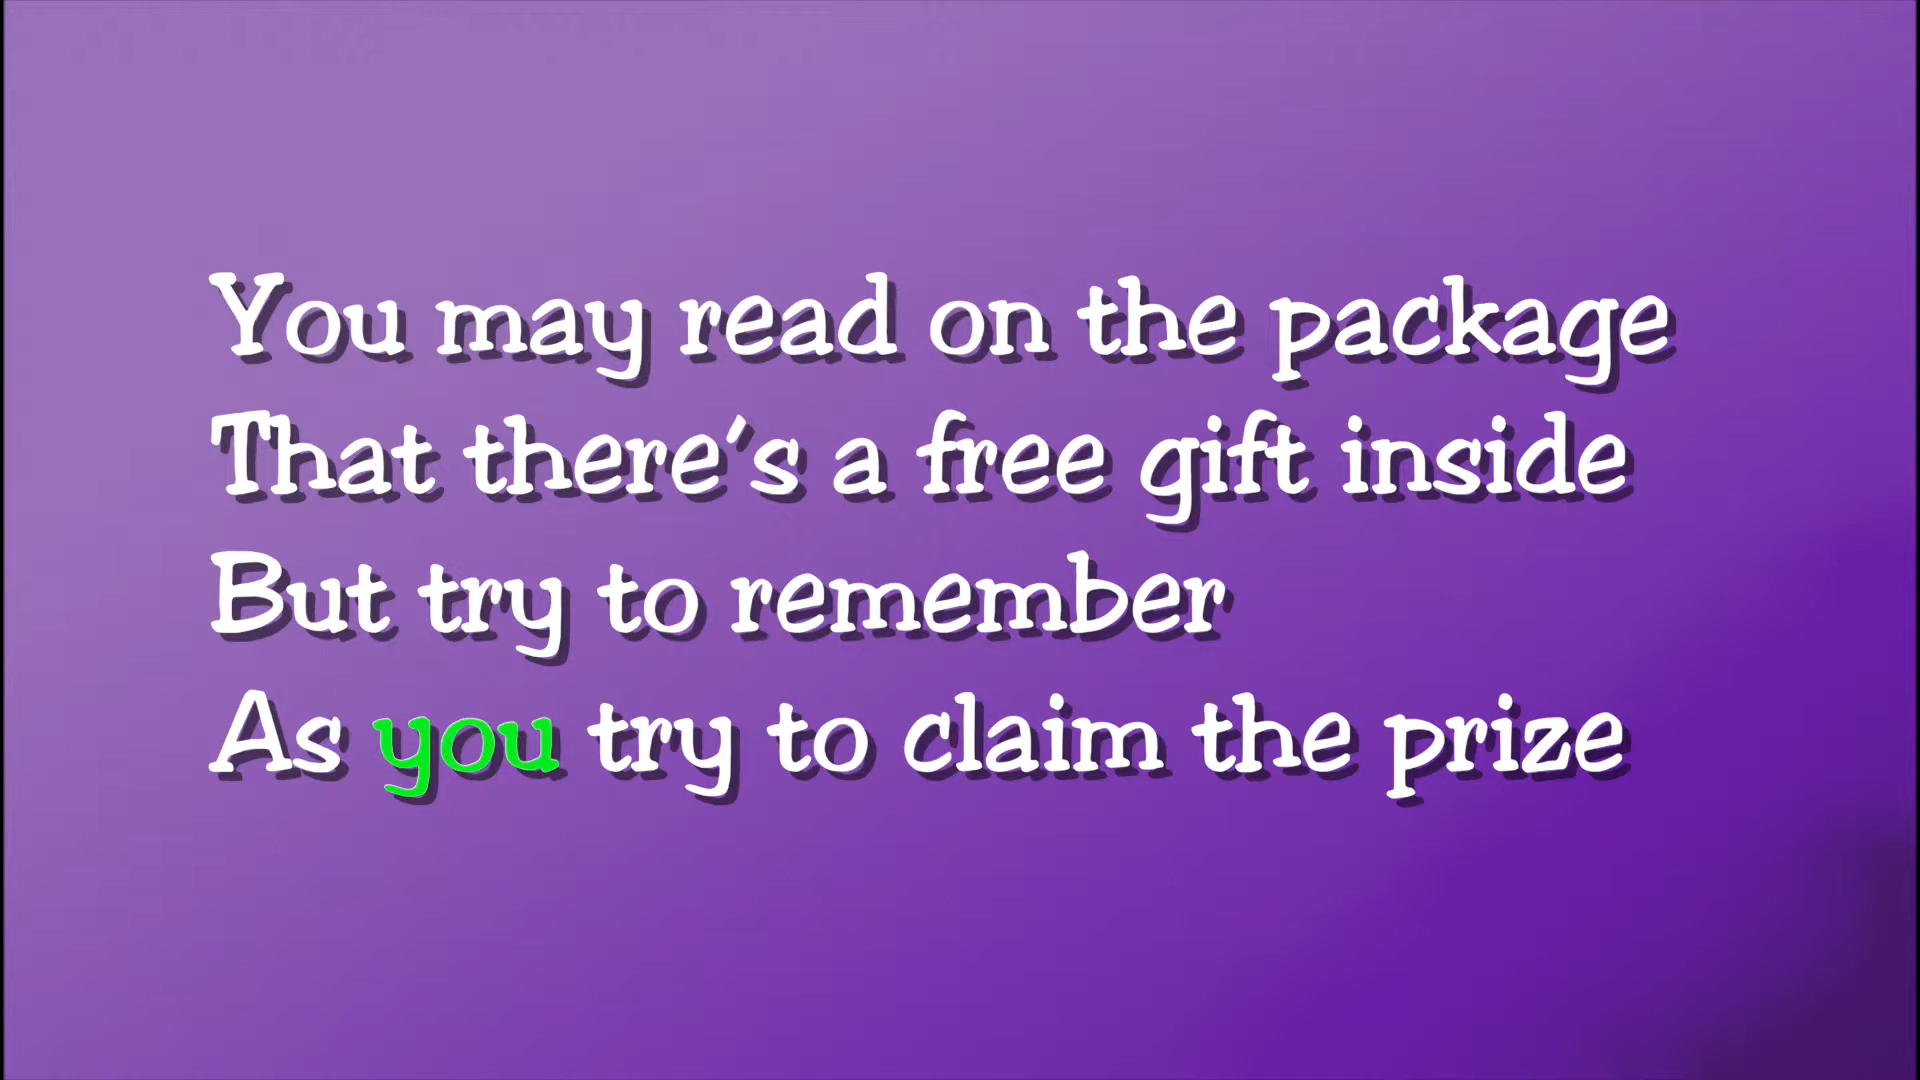 You may read on the package
That there's a free gift inside
But try to remember
As you try to claim the prize